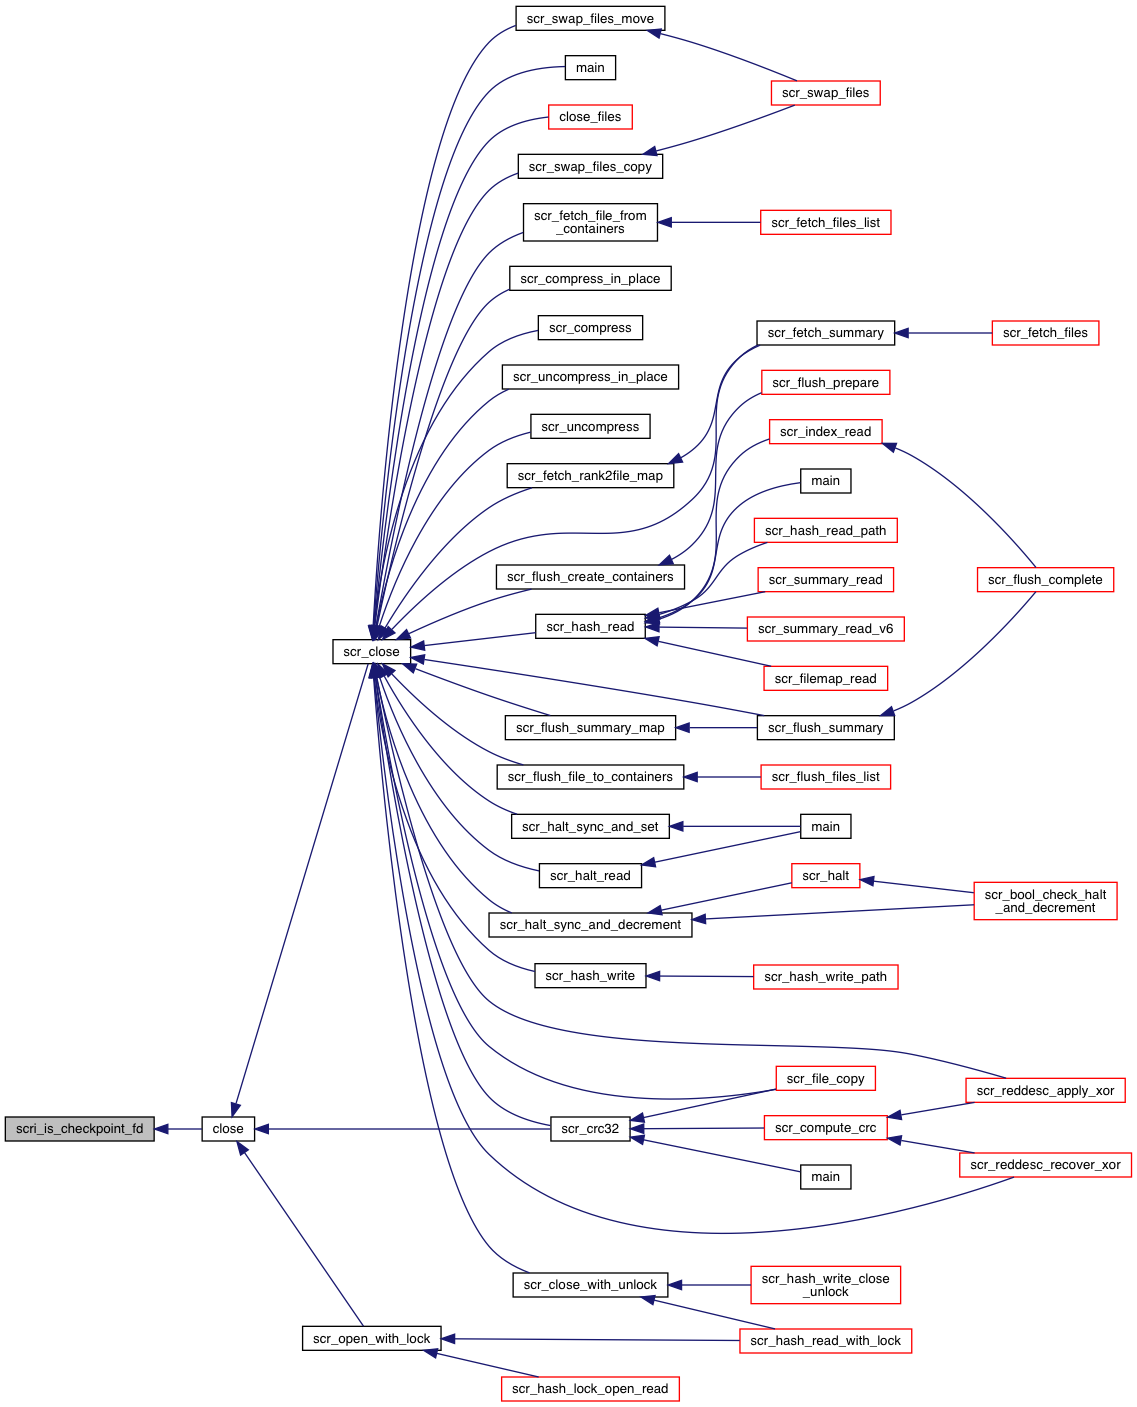 scr_swap_files_move
main
scr_swap_files
close_files
scr_swap_files_copy
scr_fetch_file_from
_containers
scr_fetch_files_list
scr_compress_in_place
scr_compress
scr_fetch_summary
scr_fetch_files
scr_uncompress_in_place
scr_flush_prepare
scr_uncompress
scr_index_read
scr_fetch_rank2file_map
main
scr_hash_read_path
scr_flush_create_containers
scr_summary_read
scr_flush_complete
scr_hash_read
scr_summary_read_v6
scr_close
scr_filemap_read
scr_flush_summary_map
scr_flush_summary
scr_flush_file_to_containers
scr_flush_files_list
scr_halt_sync_and_set
main
scr_halt_read
scr_halt
scr_bool_check_halt
_and_decrement
scr_halt_sync_and_decrement
scr_hash_write
scr_hash_write_path
scr_file_copy
scr_reddesc_apply_xor
scri_is_checkpoint_fd
close
scr_crc32
scr_compute_crc
scr_reddesc_recover_xor
main
scr_close_with_unlock
scr_hash_write_close
_unlock
scr_open_with_lock
scr_hash_read_with_lock
scr_hash_lock_open_read